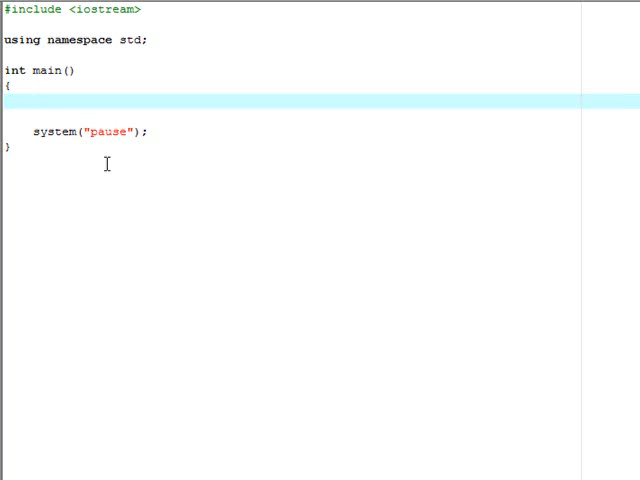 #include <iostream>
using namespace std;
int main()
{
system("pause");
}